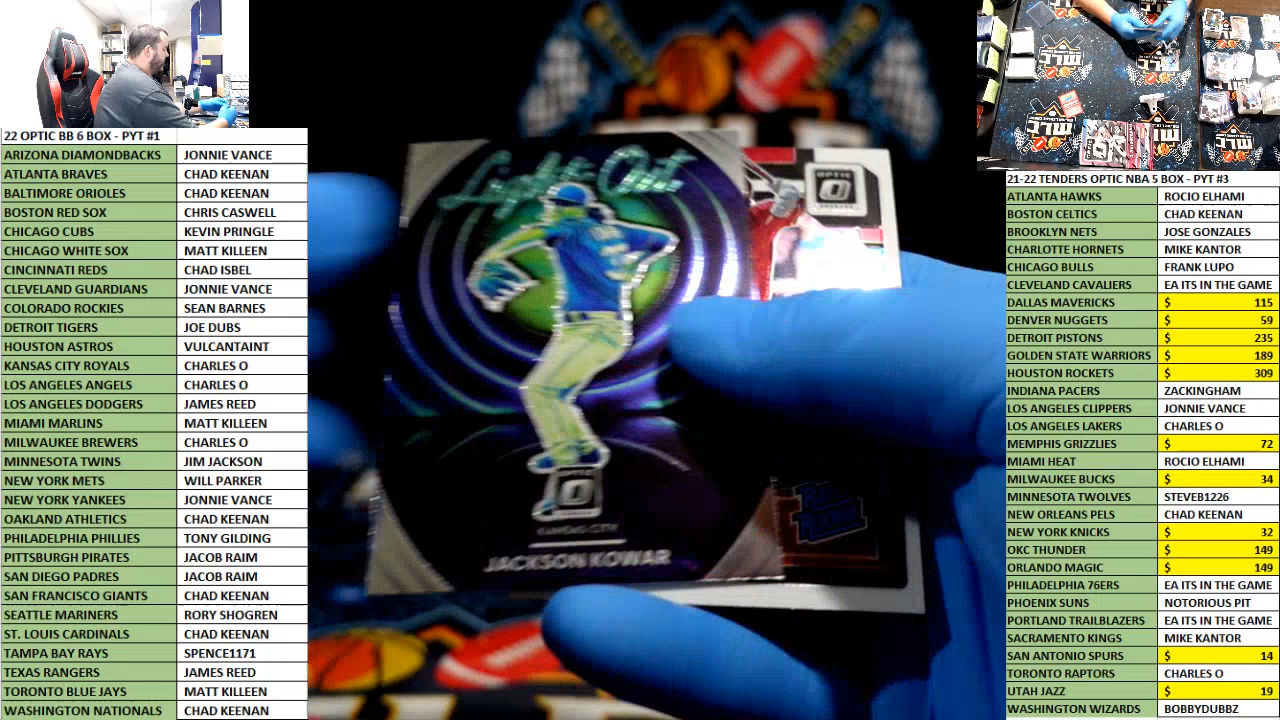 22 OPTIC BB 6 BOX - PYT #1
ARIZONA DIAMONDBACKS JONNIE VANCE
ATLANTA BRAVES CHAD KEENAN
BALTIMORE ORIOLES CHAD KEENAN
BOSTON RED SOX CHRIS CASWELL
CHICAGO CUBS KEVIN PRINGLE
CHICAGO WHITE SOX MATT KILLEEN
CINCINNATI REDS CHAD ISBEL
CLEVELAND GUARDIANS JONNIE VANCE
COLORADO ROCKIES SEAN BARNES
DETROIT TIGERS JOE DUBS
HOUSTON ASTROS VULCANTAINT
KANSAS CITY ROYALS CHARLES O
LOS ANGELES ANGELS CHARLES O
LOS ANGELES DODGERS JAMES REED
MIAMI MARLINS MATT KILLEEN
MILWAUKEE BREWERS CHARLES O
MINNESOTA TWINS JIM JACKSON
NEW YORK METS WILL PARKER
NEW YORK YANKEES JONNIE VANCE
OAKLAND ATHLETICS CHAD KEENAN
PHILADELPHIA PHILLIES TONY GILDING
PITTSBURGH PIRATES JACOB RAIM
SAN DIEGO PADRES JACOB RAIM
SAN FRANCISCO GIANTS CHAD KEENAN
SEATTLE MARINERS RORY SHOGREN
ST. LOUIS CARDINALS CHAD KEENAN
TAMPA BAY RAYS SPENCE1171
TEXAS RANGERS JAMES REED
TORONTO BLUE JAYS MATT KILLEEN
WASHINGTON NATIONALS CHAD KEENAN
Lights Out
OPTIC
KANSAS CITY
JACKSON KOWAR
21-22 TENDERS OPTIC NBA 5 BOX - PYT #3
ATLANTA HAWKS ROCIO ELHAMI
BOSTON CELTICS CHAD KEENAN
BROOKLYN NETS JOSE GONZALES
CHARLOTTE HORNETS MIKE KANTOR
CHICAGO BULLS FRANK LUPO
CLEVELAND CAVALIERS EA ITS IN THE GAME
DALLAS MAVERICKS $ 115
DENVER NUGGETS $ 59
DETROIT PISTONS $ 235
GOLDEN STATE WARRIORS $ 189
HOUSTON ROCKETS $ 309
INDIANA PACERS ZACKINGHAM
LOS ANGELES CLIPPERS JONNIE VANCE
LOS ANGELES LAKERS CHARLES O
MEMPHIS GRIZZLIES $ 72
MIAMI HEAT ROCIO ELHAMI
MILWAUKEE BUCKS $ 34
MINNESOTA TWOLVES STEVEB1226
NEW ORLEANS PELS CHAD KEENAN
NEW YORK KNICKS $ 32
OKC THUNDER $ 149
ORLANDO MAGIC $ 149
PHILADELPHIA 76ERS EA ITS IN THE GAME
PHOENIX SUNS NOTORIOUS PIT
PORTLAND TRAILBLAZERS EA ITS IN THE GAME
SACRAMENTO KINGS MIKE KANTOR
SAN ANTONIO SPURS $ 14
TORONTO RAPTORS CHARLES O
UTAH JAZZ $ 19
WASHINGTON WIZARDS BOBBYDUBBZ